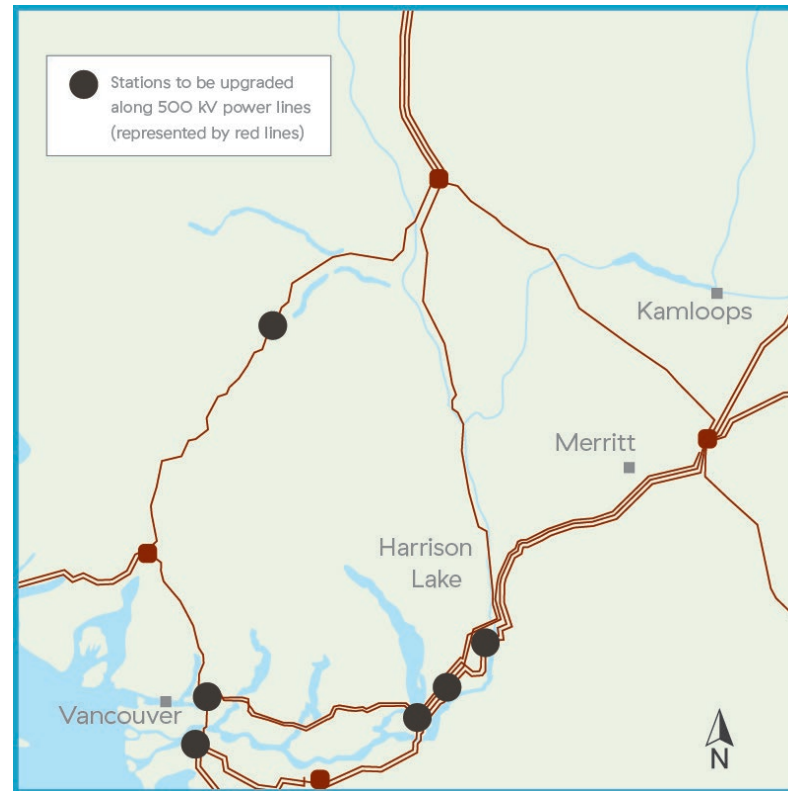 Stations to be upgraded
along 500 kV power lines
(represented by red lines)
Kamloops
Merritt
Harrison
Lake
Vancouver
N